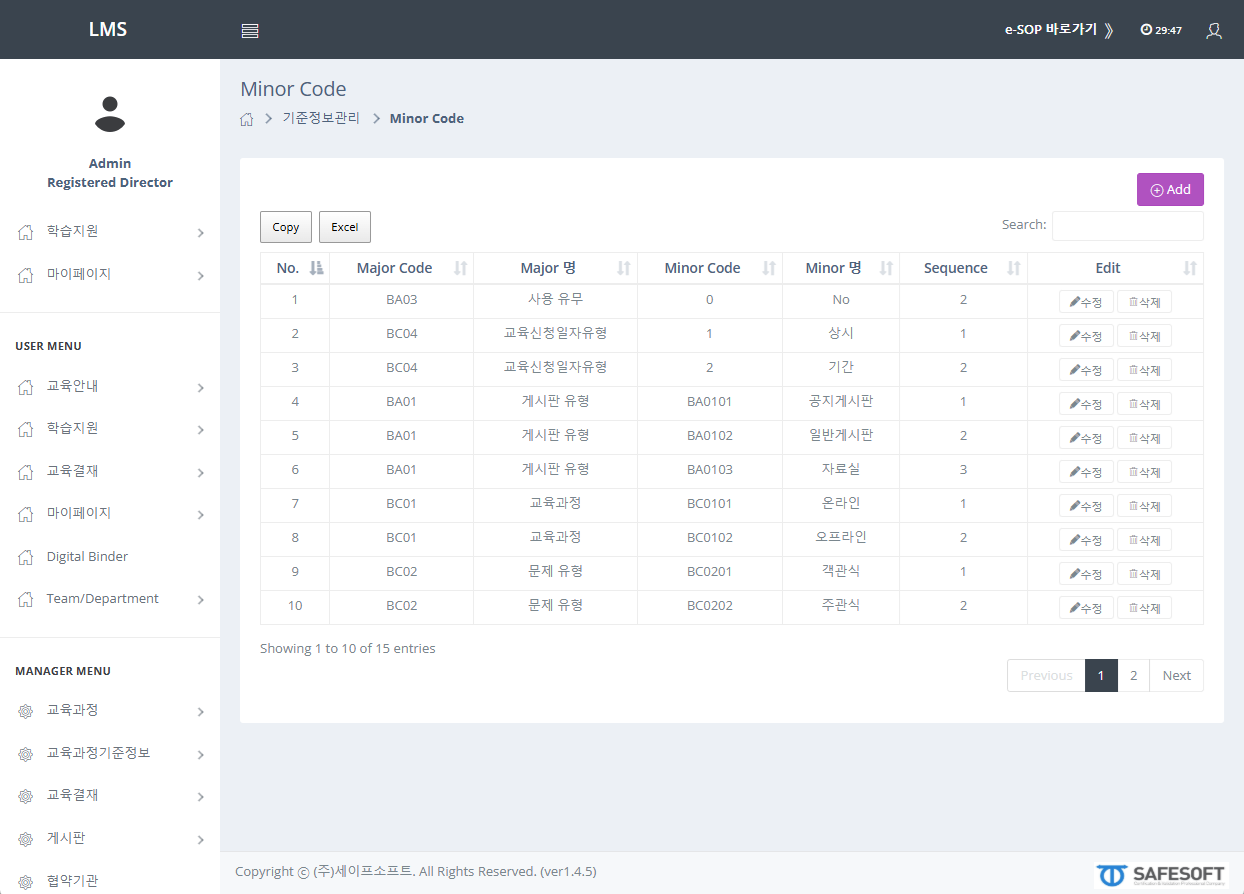 LMS
e-SOP 바로가기 》 29:47
Admin
Registered Director
학습지원
마이페이지
USER MENU
교육안내
학습지원
교육결재
마이페이지
Digital Binder
Team/Department
MANAGER MENU
교육과정
교육과정기준정보
교육결재
게시판
협약기관
Minor Code
기준정보관리 > Minor Code
Add
Copy Excel Search:
No. Major Code Major 명 Minor Code Minor 명 Sequence Edit
1 BA03 사용 유무 0 No 2 수정 삭제
2 BC04 교육신청일자유형 1 상시 1 수정 삭제
3 BC04 교육신청일자유형 2 기간 2 수정 삭제
4 BA01 게시판 유형 BA0101 공지게시판 1 수정 삭제
5 BA01 게시판 유형 BA0102 일반게시판 2 수정 삭제
6 BA01 게시판 유형 BA0103 자료실 3 수정 삭제
7 BC01 교육과정 BC0101 온라인 1 수정 삭제
8 BC01 교육과정 BC0102 오프라인 2 수정 삭제
9 BC02 문제 유형 BC0201 객관식 1 수정 삭제
10 BC02 문제 유형 BC0202 주관식 2 수정 삭제
Showing 1 to 10 of 15 entries
Previous 1 2 Next
Copyright ⓒ (주)세이프소프트. All Rights Reserved. (ver1.4.5)
SAFESOFT